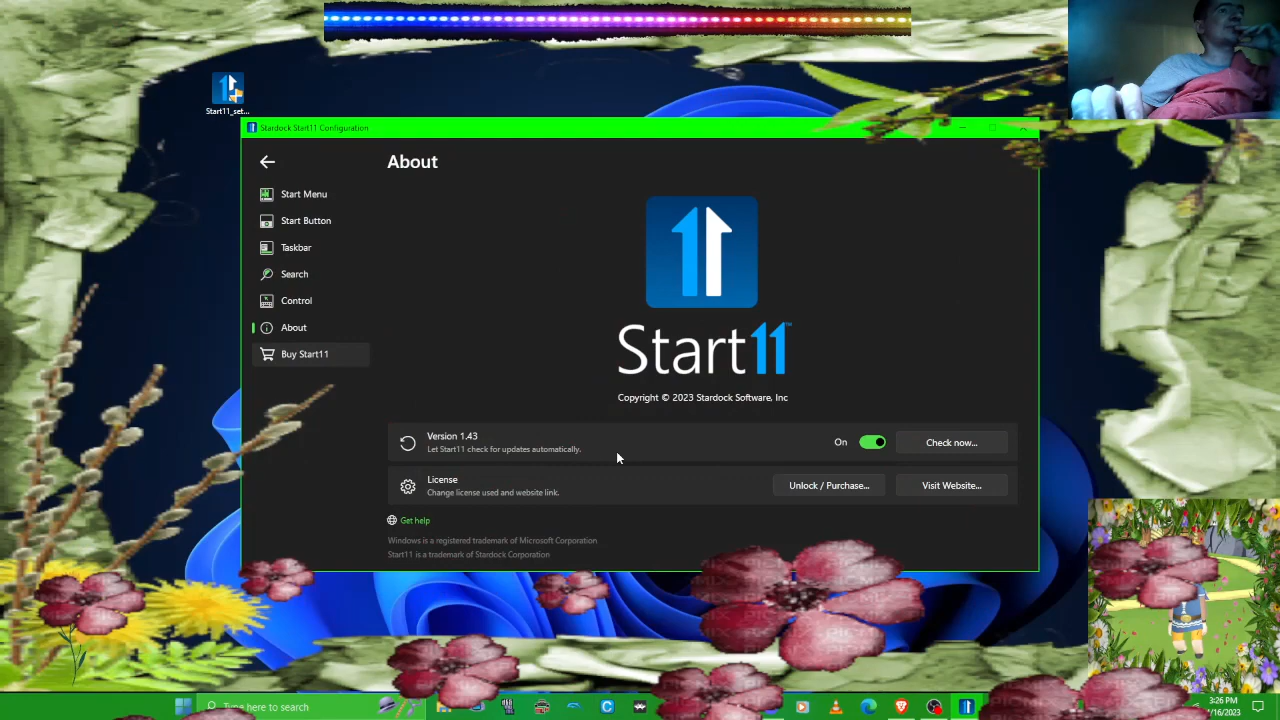 Start11_set...
Stardock Start11 Configuration
About
Start Menu
Start Button
Taskbar
Search
Control
About
Buy Start11
Start11™
Copyright © 2023 Stardock Software, Inc
Version 1.43
Let Start11 check for updates automatically.
On
Check now...
License
Change license used and website link.
Unlock / Purchase...
Visit Website...
Get help
Windows is a registered trademark of Microsoft Corporation
Start11 is a trademark of Stardock Corporation
Type here to search
3:26 PM
/16/2023